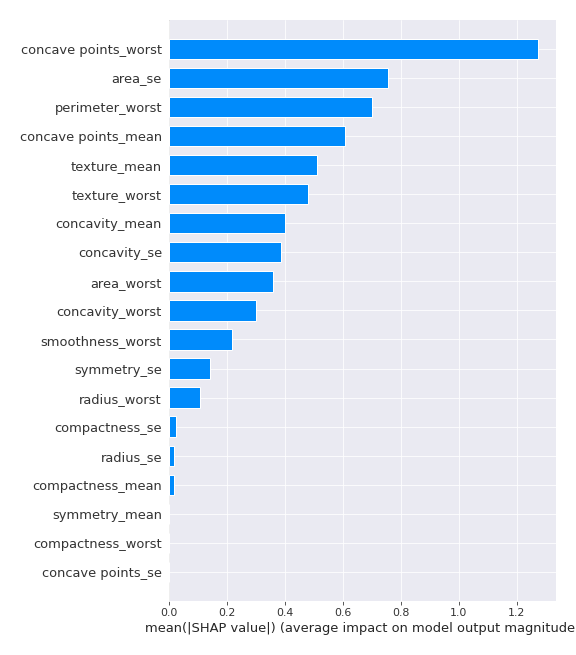 concave points_worst
area_se
perimeter_worst
concave points_mean
texture_mean
texture_worst
concavity_mean
concavity_se
area_worst
concavity_worst
smoothness_worst
symmetry_se
radius_worst
compactness_se
radius_se
compactness_mean
symmetry_mean
compactness_worst
concave points_se
0.0 0.2 0.4 0.6 0.8 1.0 1.2
mean(|SHAP value|) (average impact on model output magnitude